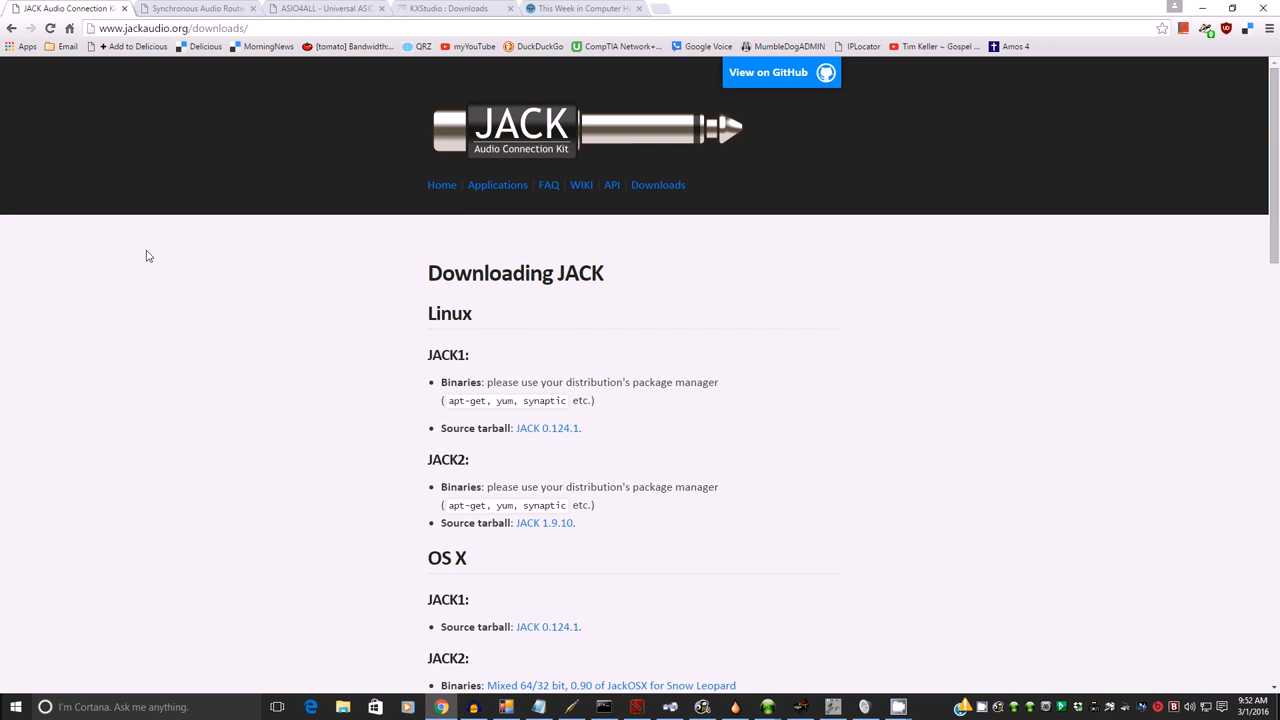 JACK Audio Connection K
Synchronous Audio Route
ASIO4ALL - Universal ASI
KXStudio : Downloads
This Week in Computer H
www.jackaudio.org/downloads/
Apps Email + Add to Delicious Delicious MorningNews [tomato] Bandwidth:... QRZ myYouTube DuckDuckGo CompTIA Network+... Google Voice MumbleDogADMIN IPLocator Tim Keller ~ Gospel ... Amos 4
View on GitHub
JACK
Audio Connection Kit
Home Applications FAQ WIKI API Downloads
Downloading JACK
Linux
JACK1:
• Binaries: please use your distribution's package manager
( apt-get, yum, synaptic etc.)
• Source tarball: JACK 0.124.1.
JACK2:
• Binaries: please use your distribution's package manager
( apt-get, yum, synaptic etc.)
• Source tarball: JACK 1.9.10.
OS X
JACK1:
• Source tarball: JACK 0.124.1.
JACK2:
• Binaries: Mixed 64/32 bit, 0.90 of JackOSX for Snow Leopard
I'm Cortana. Ask me anything.
9:52 AM
3/1/2016